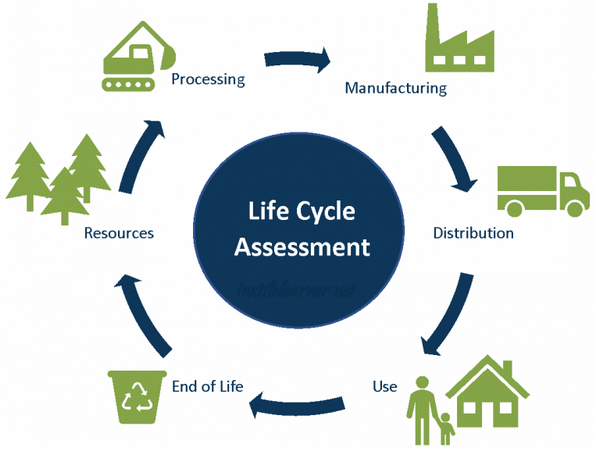 Processing
Manufacturing
Life Cycle
Assessment
Resources
Distribution
End of Life
Use